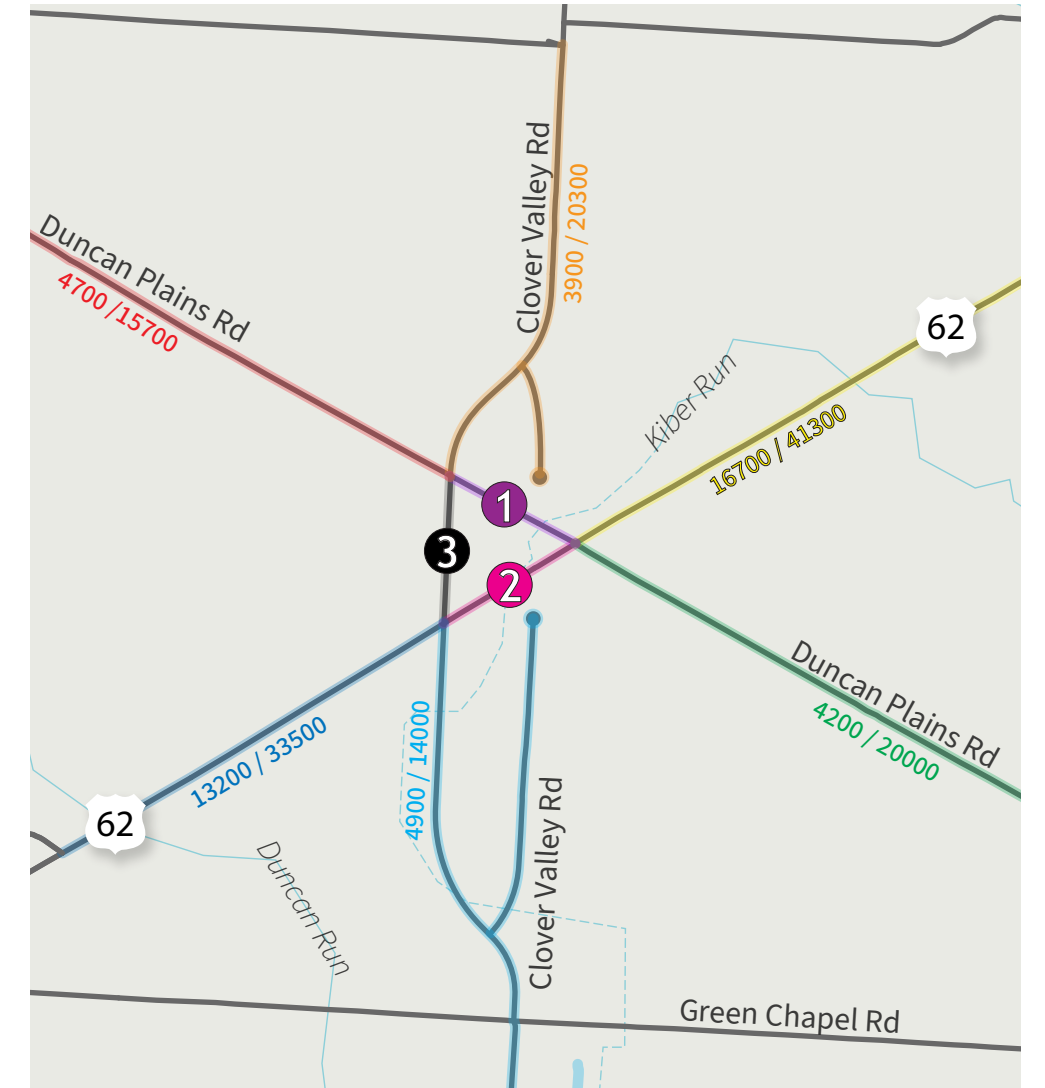 Clover Valley Rd
3900 / 20300
Duncan Plains Rd
4700 /15700
62
Kiber Run
16700 / 41300
1
3
2
Duncan Plains Rd
4200 / 20000
13200 / 33500
4900 / 14000
62
Clover Valley Rd
Duncan Run
Green Chapel Rd